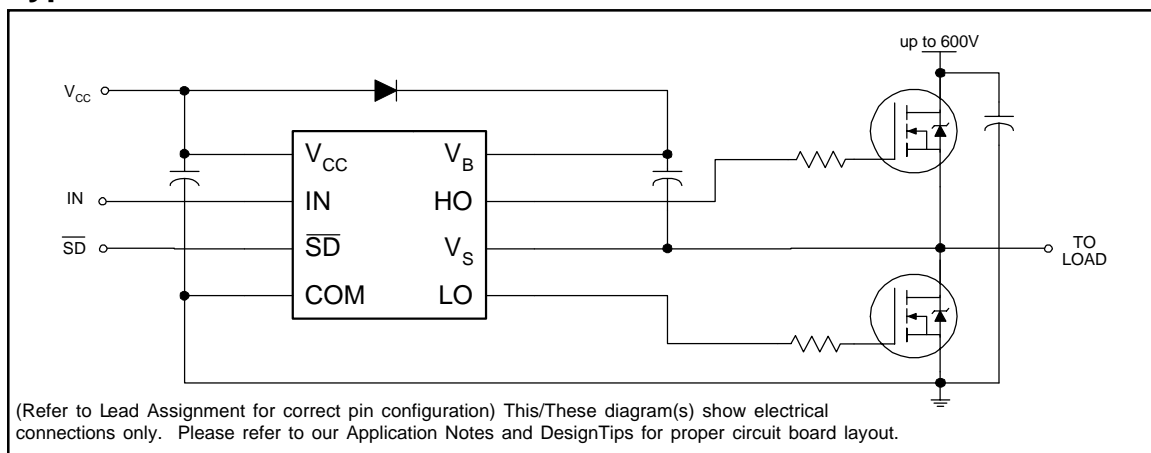 up to 600V
VCC
VCC
VB
IN
IN
HO
SD
SD
VS
TO
LOAD
COM
LO
(Refer to Lead Assignment for correct pin configuration) This/These diagram(s) show electrical
connections only. Please refer to our Application Notes and DesignTips for proper circuit board layout.